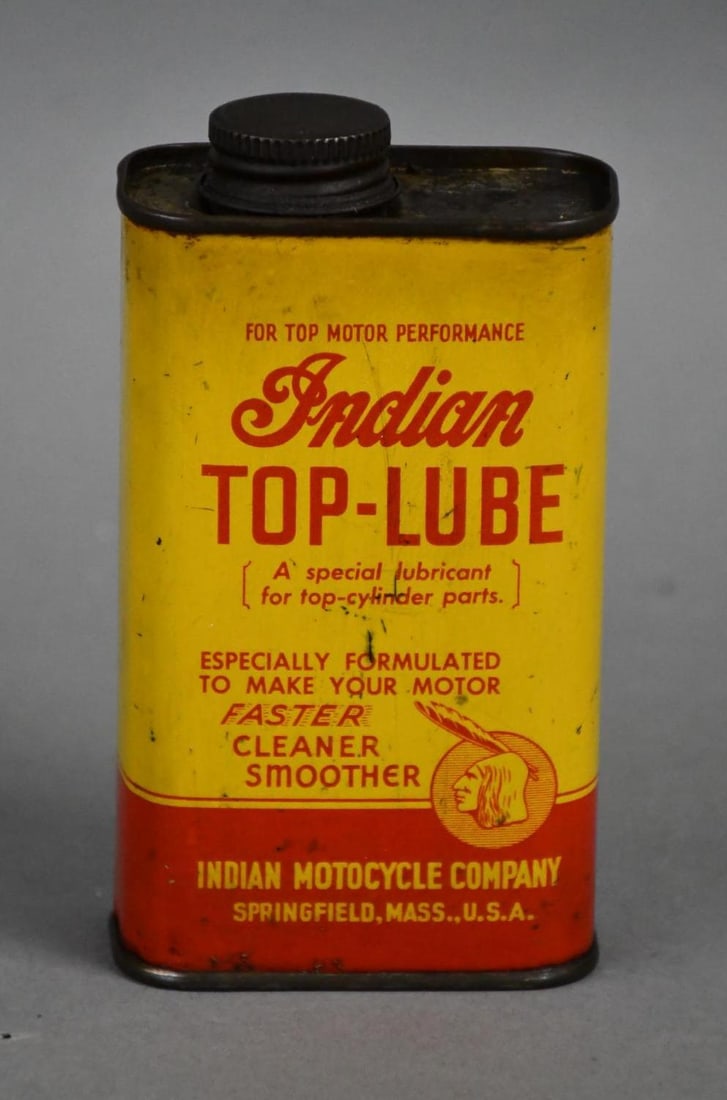 FOR TOP MOTOR PERFORMANCE
Indian
TOP-LUBE
A special lubricant
for top-cylinder parts.
ESPECIALLY FORMULATED
TO MAKE YOUR MOTOR
FASTER
CLEANER
SMOOTHER
INDIAN MOTOCYCLE COMPANY
SPRINGFIELD, MASS., U.S.A.